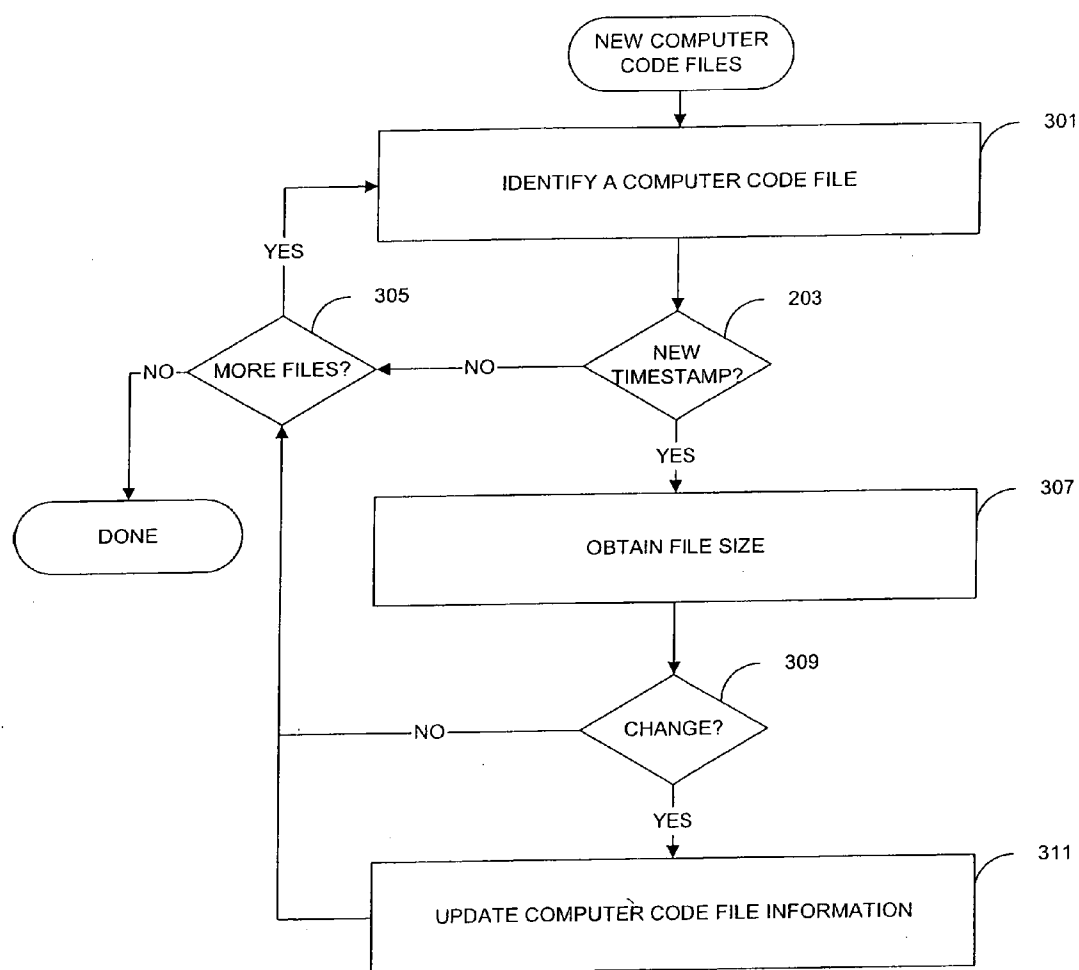 NEW COMPUTER
CODE FILES
301
IDENTIFY A COMPUTER CODE FILE
YES
305
203
MORE FILES?
NO
NO
NEW
TIMESTAMP?
YES
307
DONE
OBTAIN FILE SIZE
309
CHANGE?
NO
YES
311
UPDATE COMPUTER CODE FILE INFORMATION